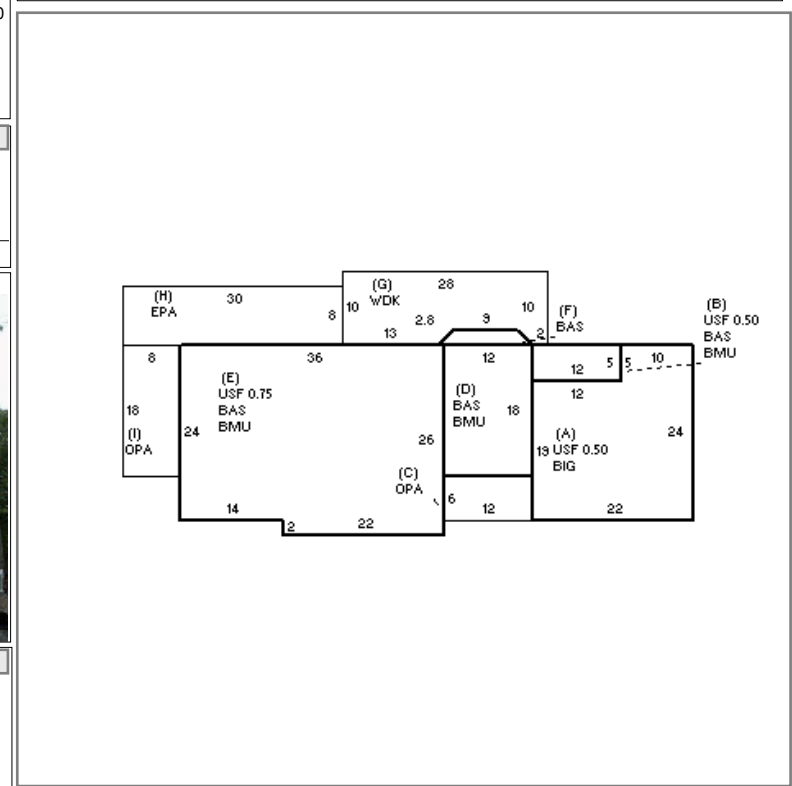 28
(G)
WDK
(H)
EPA
30
8
10
10
2.8
9
13
2
(F)
BAS
(B)
USF 0.50
BAS
BMU
8
36
12
12
5
5
10
(E)
USF 0.75
BAS
BMU
(D)
BAS
BMU
18
12
18
(I)
OPA
24
26
24
(A)
19 USF 0.50
BIG
(C)
OPA
6
14
12
22
2
22